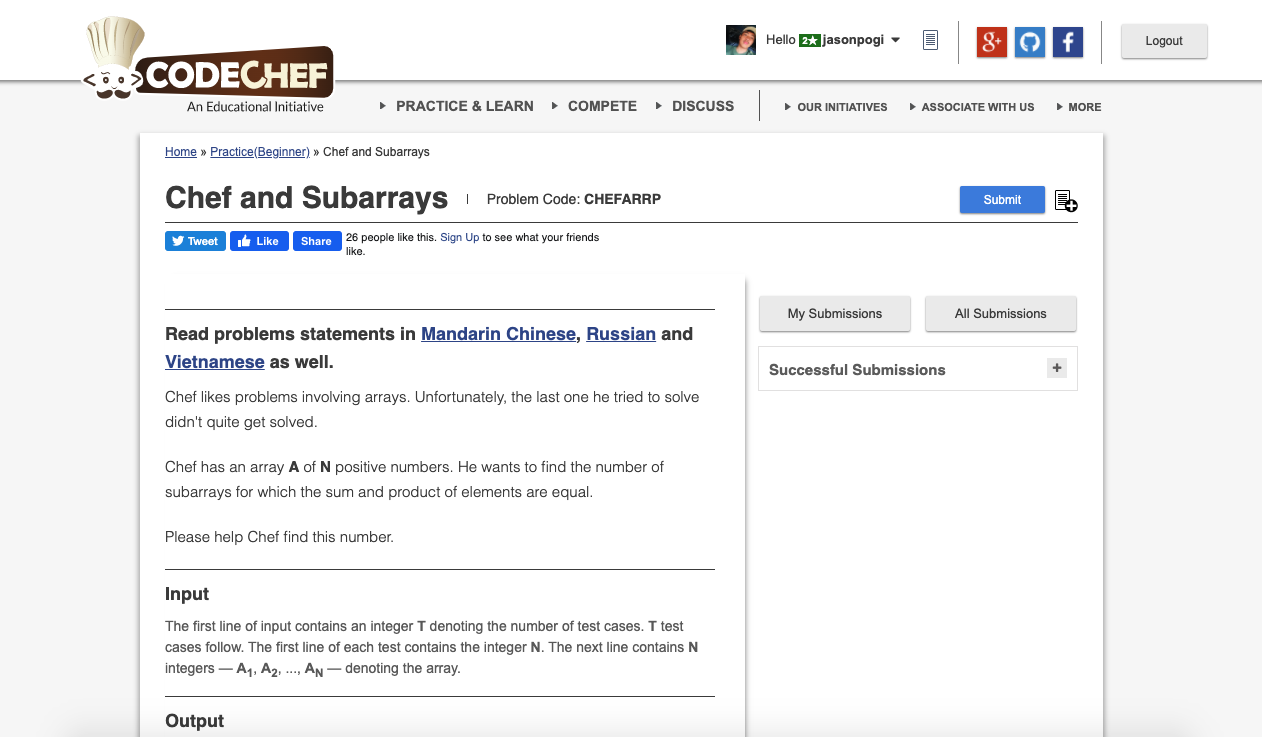 Hello 2★ jasonpogi
Logout
CODECHEF
An Educational Initiative
PRACTICE & LEARN
COMPETE
DISCUSS
OUR INITIATIVES
ASSOCIATE WITH US
MORE
Home » Practice(Beginner) » Chef and Subarrays
Chef and Subarrays
Problem Code: CHEFARRP
Submit
Tweet
Like
Share
26 people like this. Sign Up to see what your friends
like.
Read problems statements in Mandarin Chinese, Russian and
Vietnamese as well.
Chef likes problems involving arrays. Unfortunately, the last one he tried to solve
didn't quite get solved.
Chef has an array A of N positive numbers. He wants to find the number of
subarrays for which the sum and product of elements are equal.
Please help Chef find this number.
Input
The first line of input contains an integer T denoting the number of test cases. T test
cases follow. The first line of each test contains the integer N. The next line contains N
integers — A1, A2, ..., AN — denoting the array.
Output
My Submissions
All Submissions
Successful Submissions
+